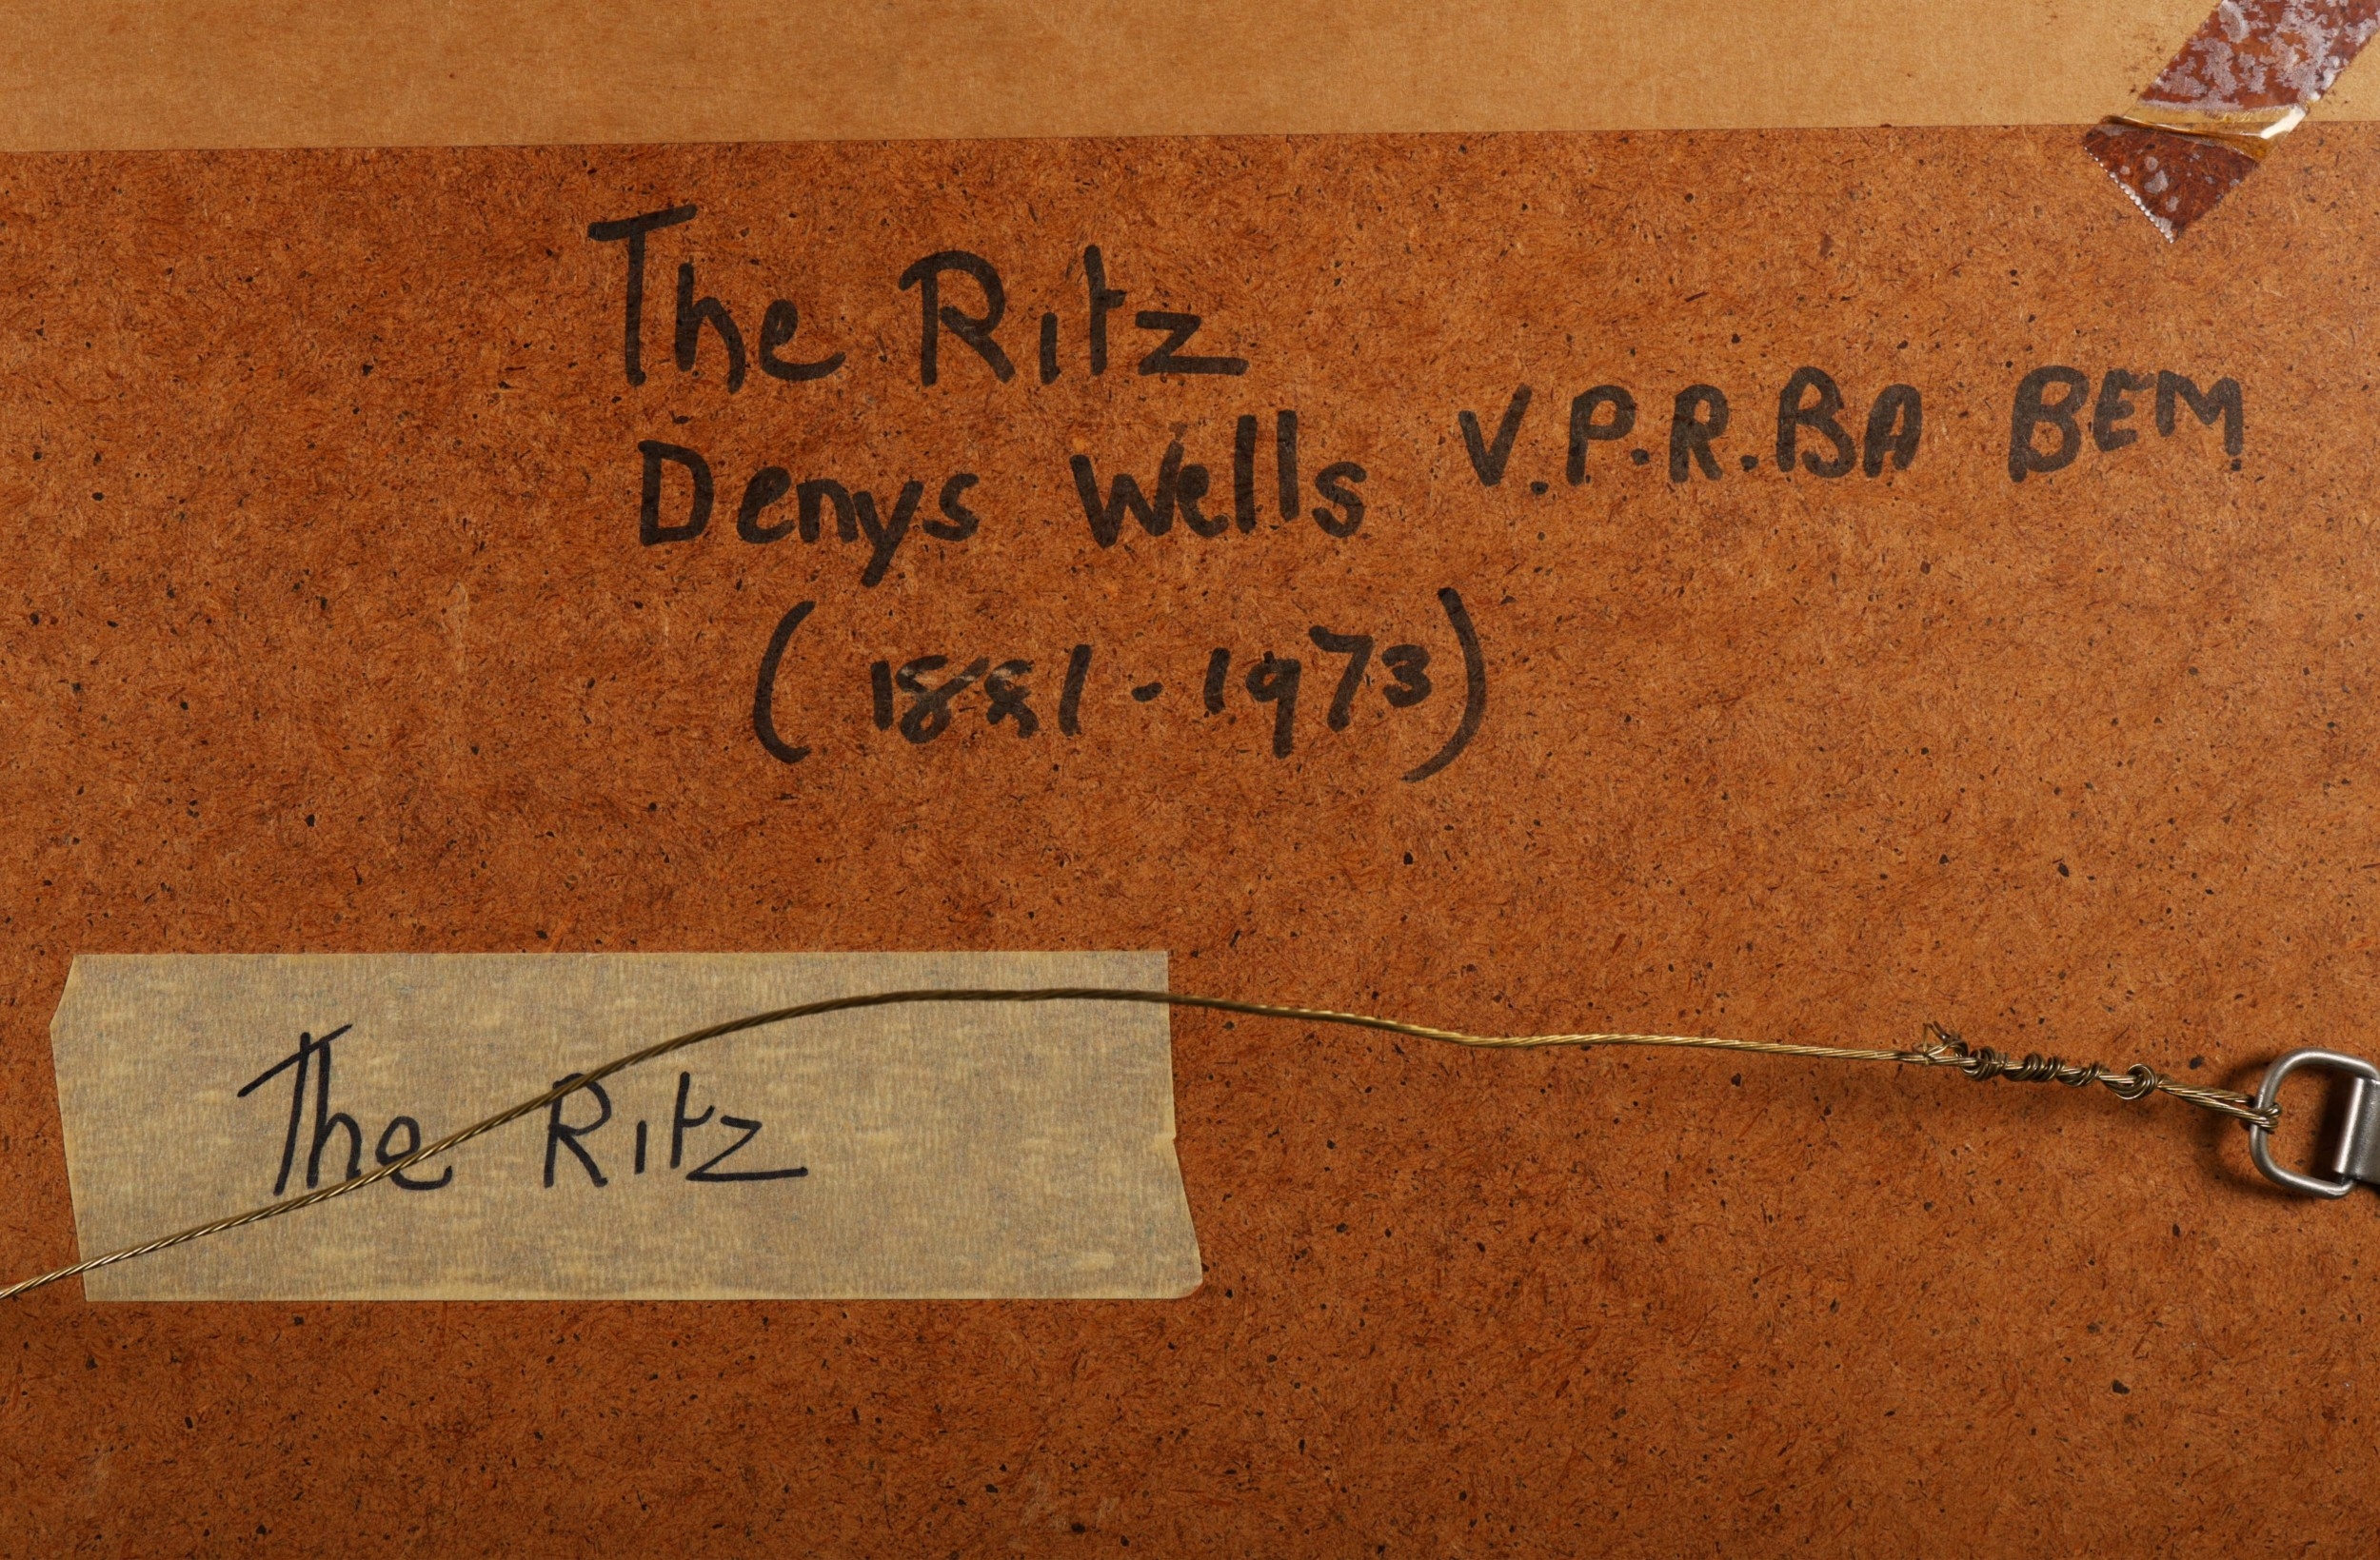 The Ritz
Denys Wells V.P.R.BA BEM
(1881-1973)
The Ritz